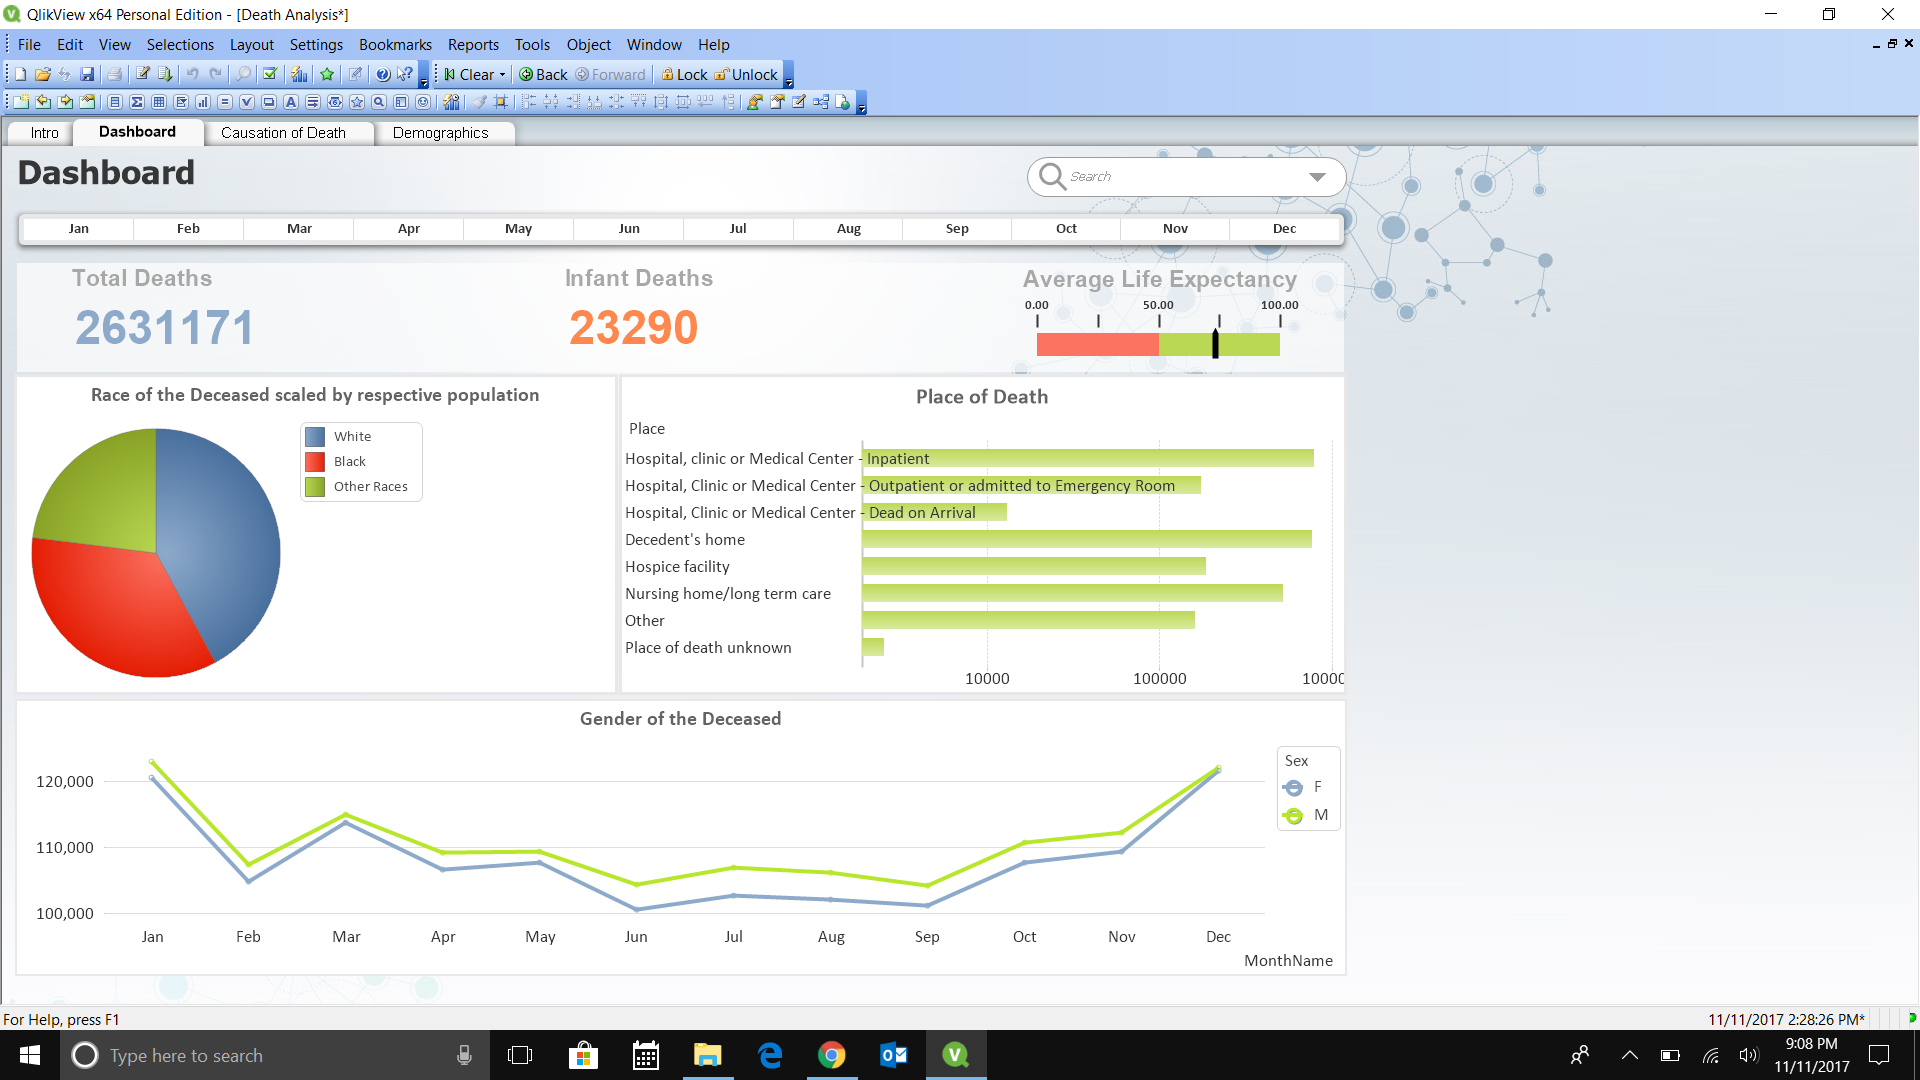 QlikView x64 Personal Edition - [Death Analysis*]
File Edit View Selections Layout Settings Bookmarks Reports Tools Object Window Help
Clear Back Forward Lock Unlock
Intro Dashboard Causation of Death Demographics
Dashboard
Search
Jan Feb Mar Apr May Jun Jul Aug Sep Oct Nov Dec
Total Deaths Infant Deaths Average Life Expectancy
0.00 50.00 100.00
2631171 23290
Race of the Deceased scaled by respective population
White
Black
Other Races
Place of Death
Place
Hospital, clinic or Medical Center - Inpatient
Hospital, Clinic or Medical Center - Outpatient or admitted to Emergency Room
Hospital, Clinic or Medical Center - Dead on Arrival
Decedent's home
Hospice facility
Nursing home/long term care
Other
Place of death unknown
10000 100000 10000
Gender of the Deceased
120,000
110,000
100,000
Jan Feb Mar Apr May Jun Jul Aug Sep Oct Nov Dec
MonthName
Sex
F
M
For Help, press F1
11/11/2017 2:28:26 PM*
Type here to search
9:08 PM
11/11/2017